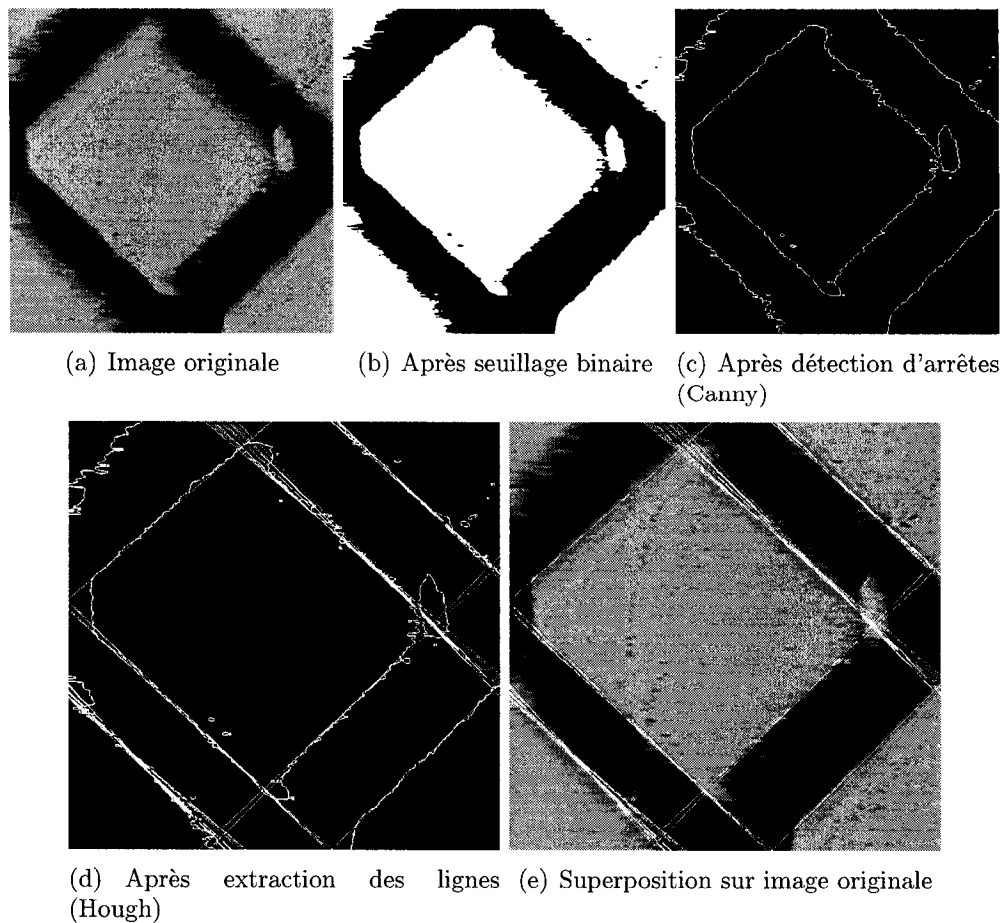 (a) Image originale
(b) Après seuillage binaire
(c) Après détection d'arrêtes
(Canny)
(d) Après extraction des lignes
(Hough)
(e) Superposition sur image originale